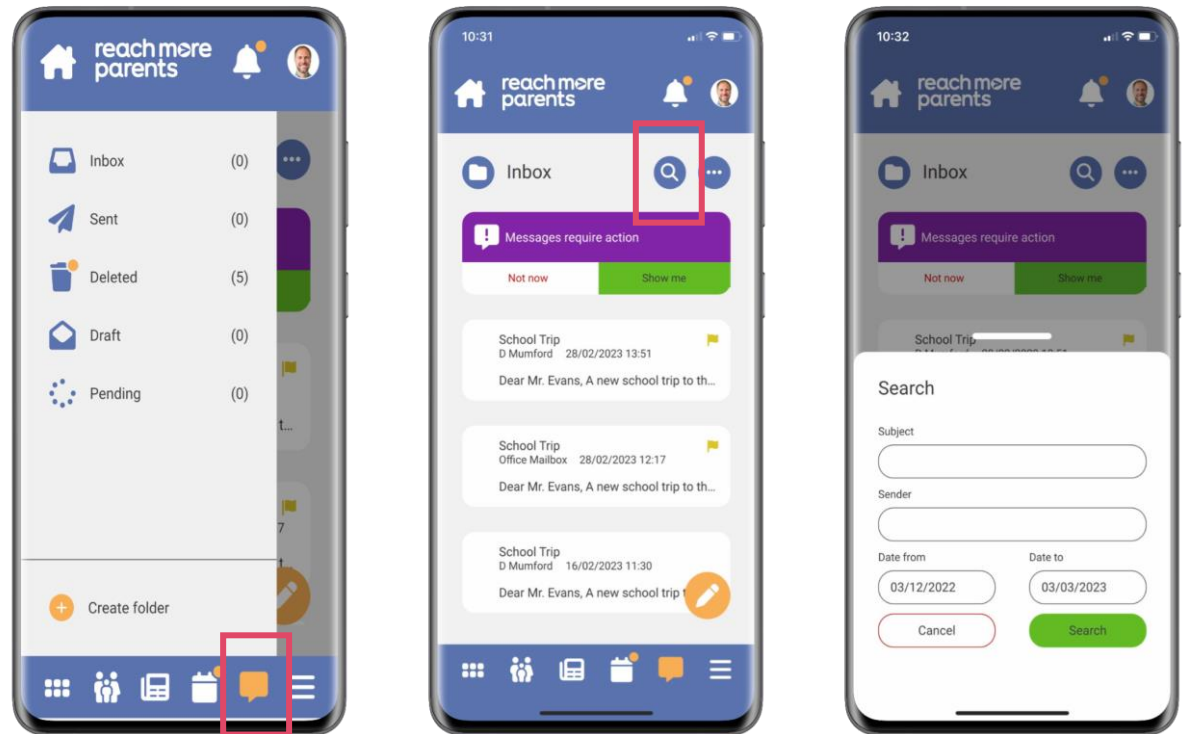 reach more
parents
Inbox (0)
Sent (0)
Deleted (5)
Draft (0)
Pending (0)
t...
7
t
Create folder
10:31
reach more
parents
Inbox
Messages require action
Not now Show me
School Trip
D Mumford 28/02/2023 13:51
Dear Mr. Evans, A new school trip to th...
School Trip
Office Mailbox 28/02/2023 12:17
Dear Mr. Evans, A new school trip to th...
School Trip
D Mumford 16/02/2023 11:30
Dear Mr. Evans, A new school trip
10:32
reach more
parents
Inbox
Messages require action
Not now Show me
School Trip
Search
Subject
Sender
Date from Date to
03/12/2022 03/03/2023
Cancel Search